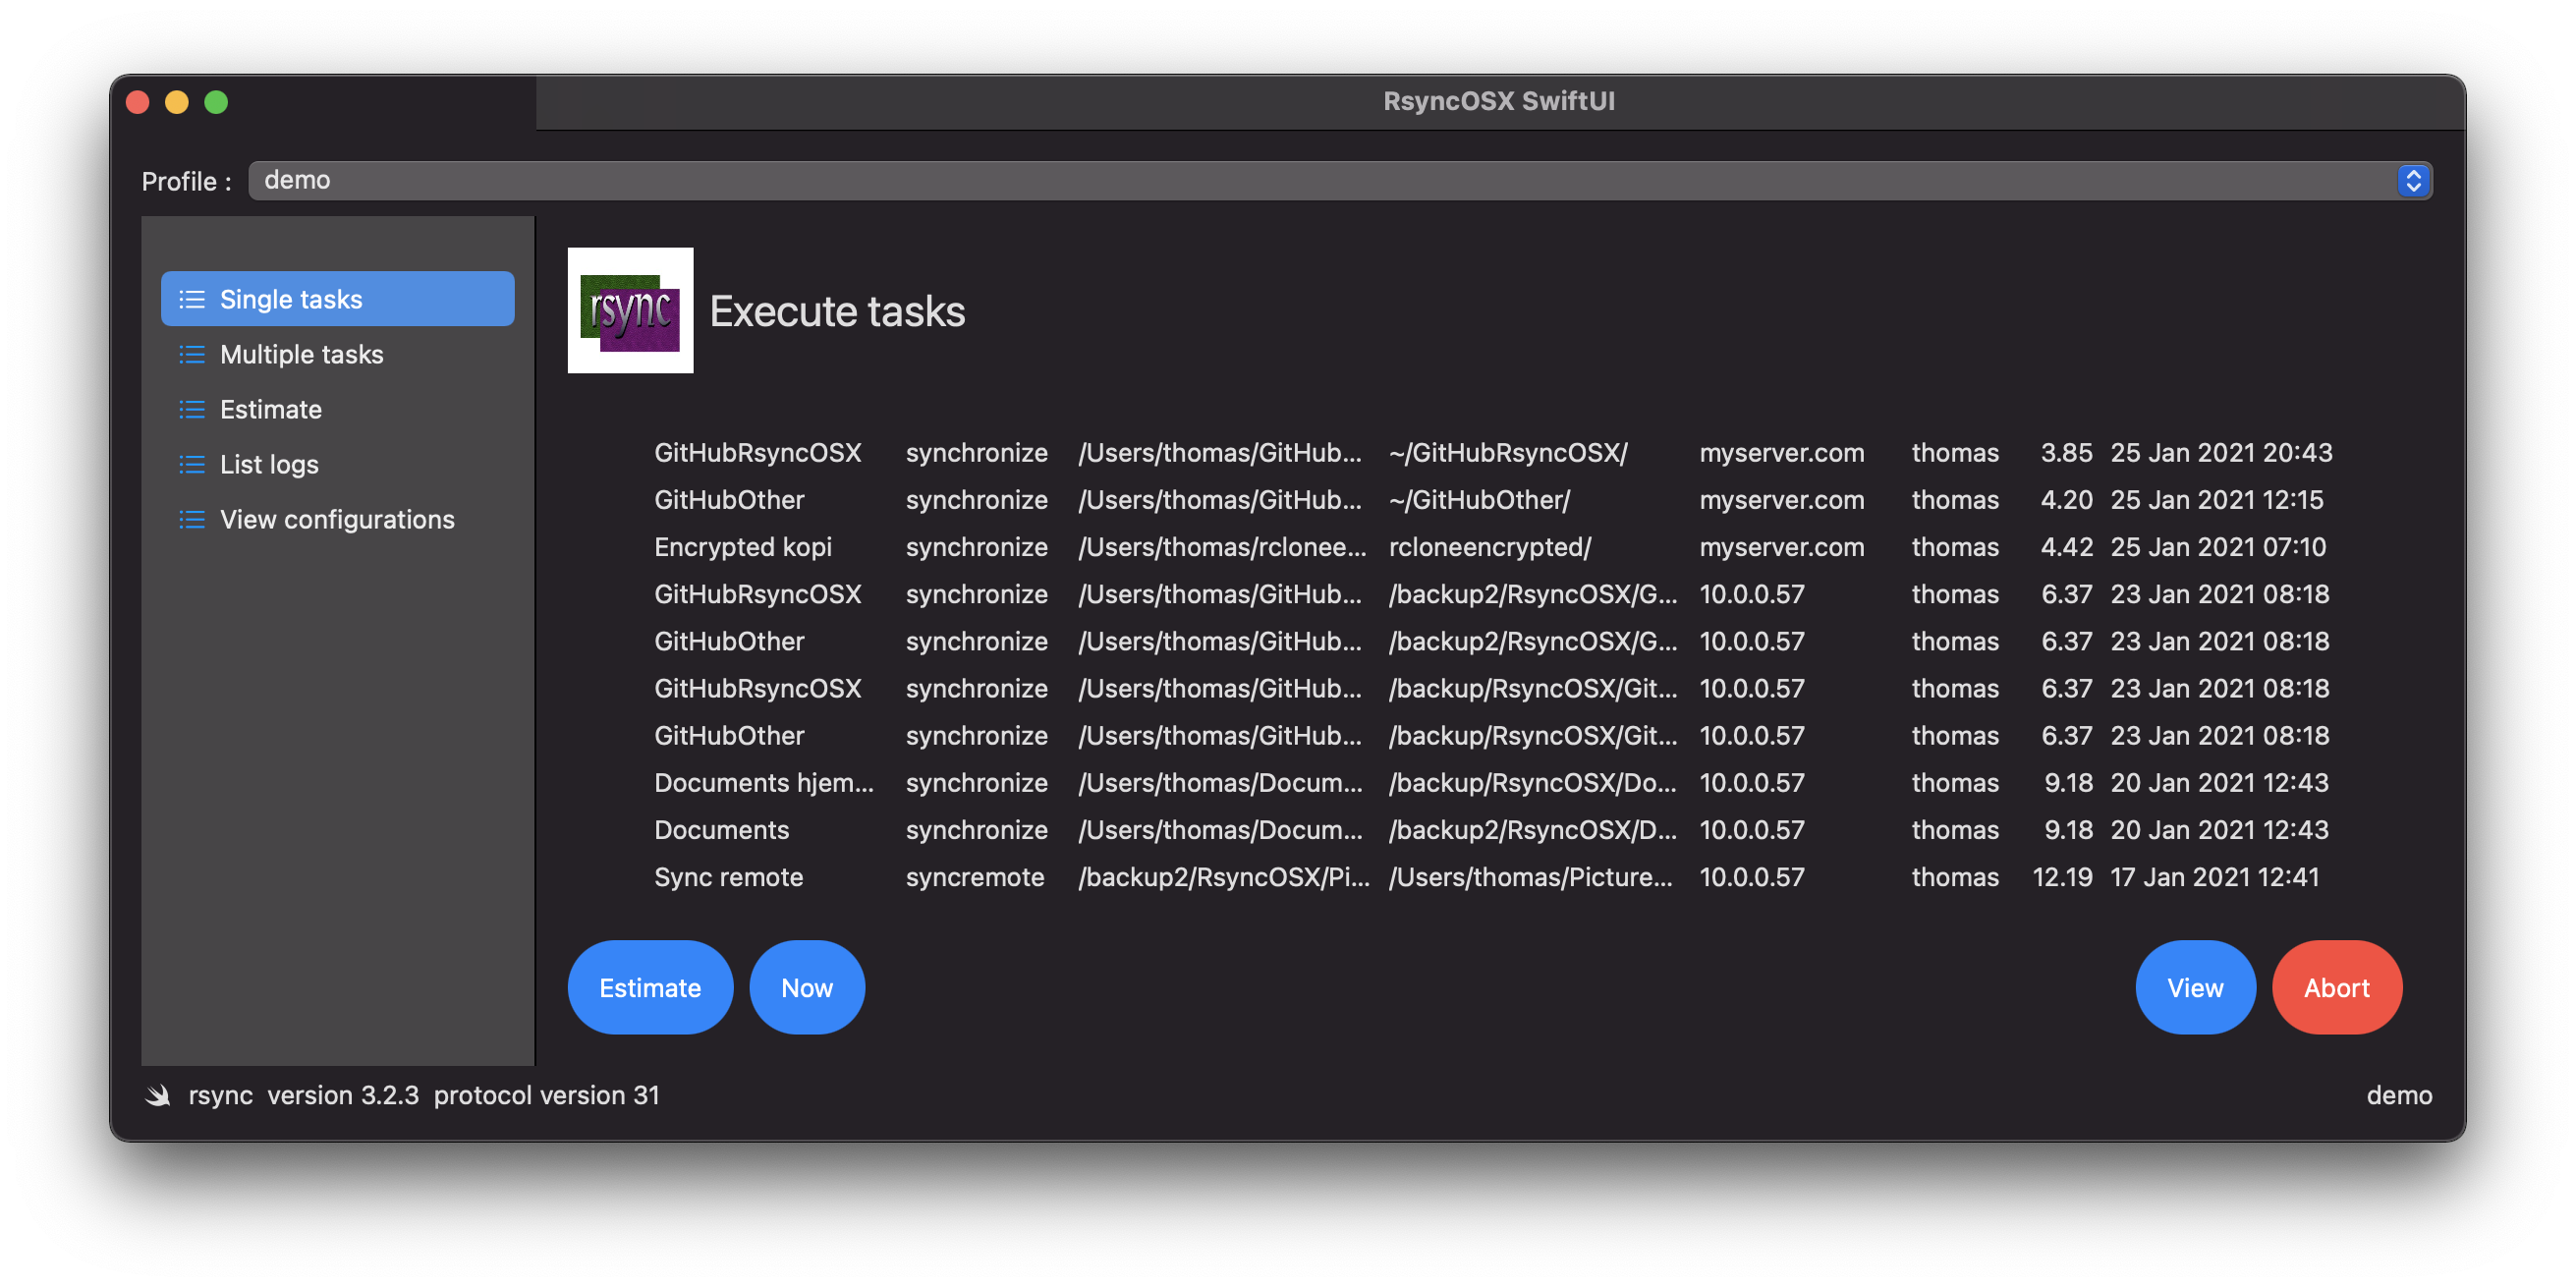 RsyncOSX SwiftUI
Profile : demo
Single tasks
Multiple tasks
Estimate
List logs
View configurations
rsync
Execute tasks
GitHubRsyncOSX synchronize /Users/thomas/GitHub... ~/GitHubRsyncOSX/ myserver.com thomas 3.85 25 Jan 2021 20:43
GitHubOther synchronize /Users/thomas/GitHub... ~/GitHubOther/ myserver.com thomas 4.20 25 Jan 2021 12:15
Encrypted kopi synchronize /Users/thomas/rclonee... rcloneencrypted/ myserver.com thomas 4.42 25 Jan 2021 07:10
GitHubRsyncOSX synchronize /Users/thomas/GitHub... /backup2/RsyncOSX/G... 10.0.0.57 thomas 6.37 23 Jan 2021 08:18
GitHubOther synchronize /Users/thomas/GitHub... /backup2/RsyncOSX/G... 10.0.0.57 thomas 6.37 23 Jan 2021 08:18
GitHubRsyncOSX synchronize /Users/thomas/GitHub... /backup/RsyncOSX/Git... 10.0.0.57 thomas 6.37 23 Jan 2021 08:18
GitHubOther synchronize /Users/thomas/GitHub... /backup/RsyncOSX/Git... 10.0.0.57 thomas 6.37 23 Jan 2021 08:18
Documents hjem... synchronize /Users/thomas/Docum... /backup/RsyncOSX/Do... 10.0.0.57 thomas 9.18 20 Jan 2021 12:43
Documents synchronize /Users/thomas/Docum... /backup2/RsyncOSX/D... 10.0.0.57 thomas 9.18 20 Jan 2021 12:43
Sync remote syncremote /backup2/RsyncOSX/Pi... /Users/thomas/Picture... 10.0.0.57 thomas 12.19 17 Jan 2021 12:41
Estimate Now View Abort
rsync version 3.2.3 protocol version 31 demo